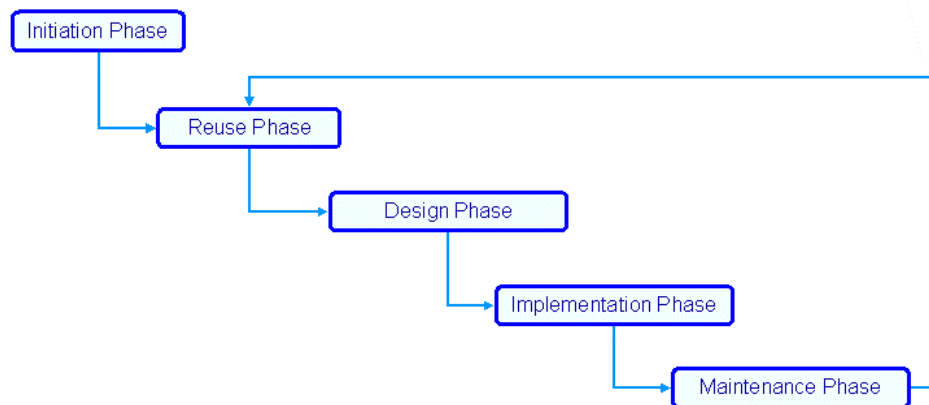 Initiation Phase
Reuse Phase
Design Phase
Implementation Phase
Maintenance Phase